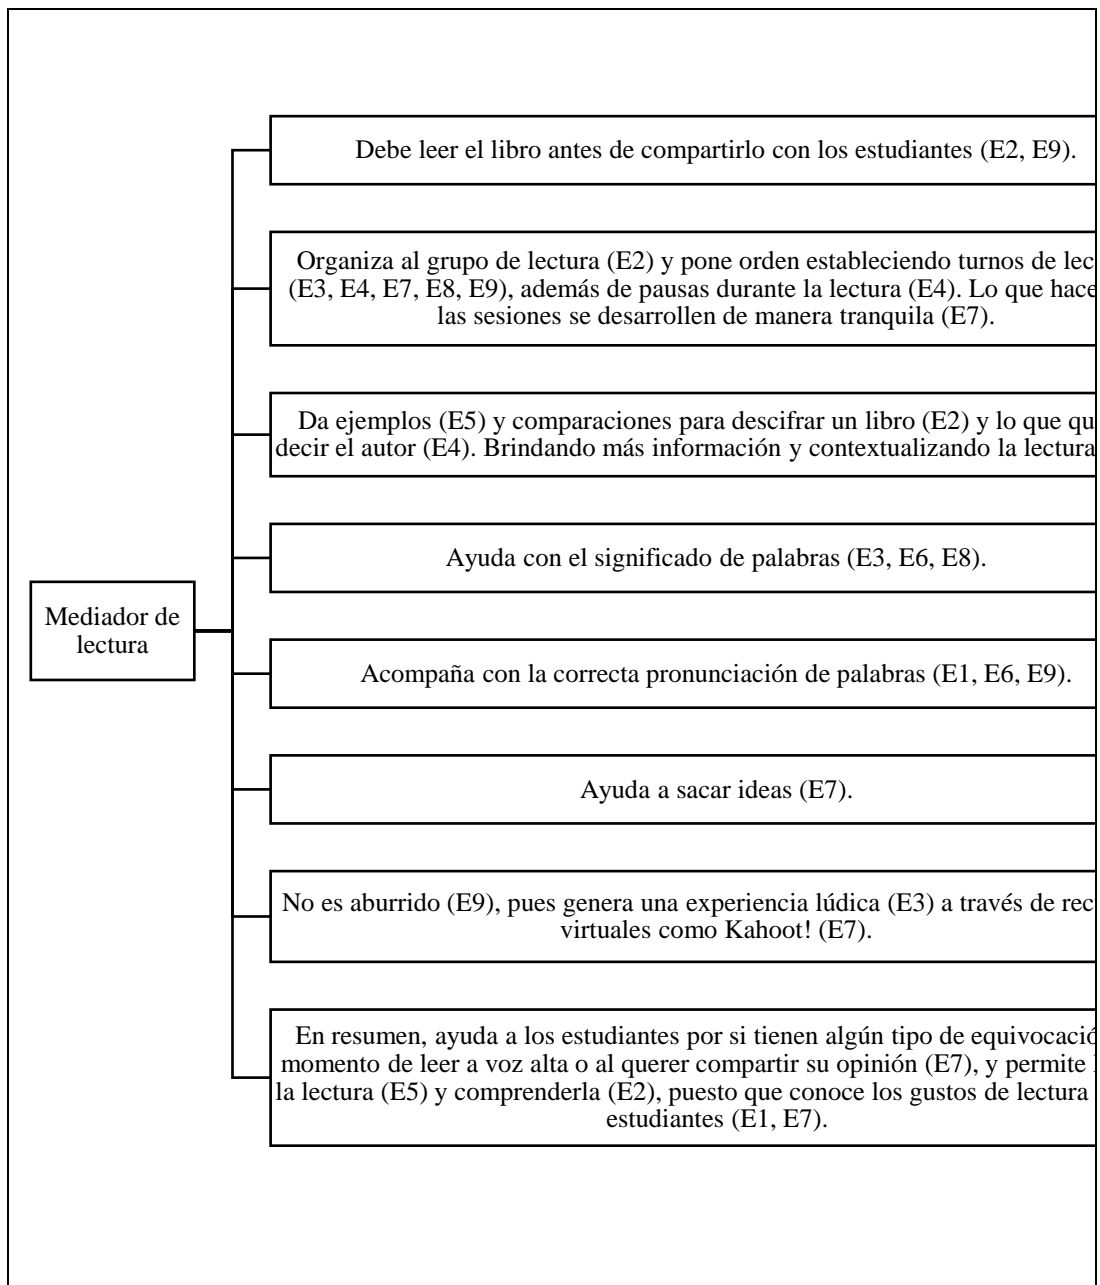 Debe leer el libro antes de compartirlo con los estudiantes (E2, E9).
Organiza al grupo de lectura (E2) y pone orden estableciendo turnos de
(E3, E4, E7, E8, E9), además de pausas durante la lectura (E4). Lo que hace
las sesiones se desarrollen de manera tranquila (E7).
Da ejemplos (E5) y comparaciones para descifrar un libro (E2) y lo que
decir el autor (E4). Brindando más información y contextualizando la lectura
Ayuda con el significado de palabras (E3, E6, E8).
Mediador de
lectura
Acompaña con la correcta pronunciación de palabras (E1, E6, E9).
Ayuda a sacar ideas (E7).
No es aburrido (E9), pues genera una experiencia lúdica (E3) a través de
virtuales como Kahoot! (E7).
En resumen, ayuda a los estudiantes por si tienen algún tipo de
momento de leer a voz alta o al querer compartir su opinión (E7), y permite
la lectura (E5) y comprenderla (E2), puesto que conoce los gustos de lectura
estudiantes (E1, E7).